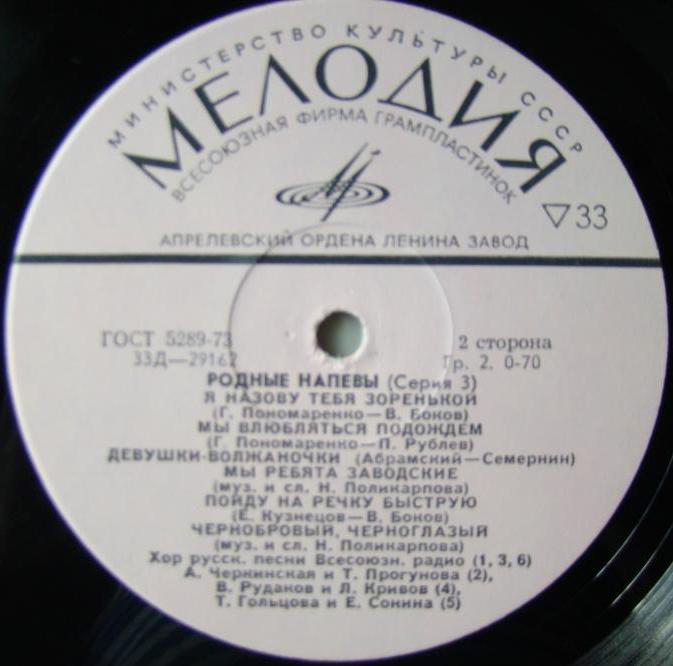 МИНИСТЕРСТВО КУЛЬТУРЫ СССР
МЕЛОДИЯ
ВСЕСОЮЗНАЯ ФИРМА ГРАМПЛАСТИНОК
▽33
АПРЕЛЕВСКИЙ ОРДЕНА ЛЕНИНА ЗАВОД
ГОСТ 5289-73
2 сторона
33Д—29162
Гр. 2, 0-70
РОДНЫЕ НАПЕВЫ (Серия 3)
Я НАЗОВУ ТЕБЯ ЗОРЕНЬКОЙ
(Г. Пономаренко—В. Боков)
МЫ ВЛЮБЛЯТЬСЯ ПОДОЖДЕМ
(Г. Пономаренко—П. Рублев)
ДЕВУШКИ-ВОЛЖАНОЧКИ (Абрамский—Семернин)
МЫ РЕБЯТА ЗАВОДСКИЕ
(муз. и сл. Н. Поликарпова)
ПОЙДУ НА РЕЧКУ БЫСТРУЮ
(Е. Кузнецов—В. Боков)
ЧЕРНОБРОВЫЙ, ЧЕРНОГЛАЗЫЙ
(муз. и сл. Н. Поликарпова)
Хор русск. песни Всесоюзн. радио (1, 3, 6)
А. Черкинская и Т. Прогунова (2),
В. Руданов и Л. Кривов (4),
Т. Гольцова и Е. Сонина (5)